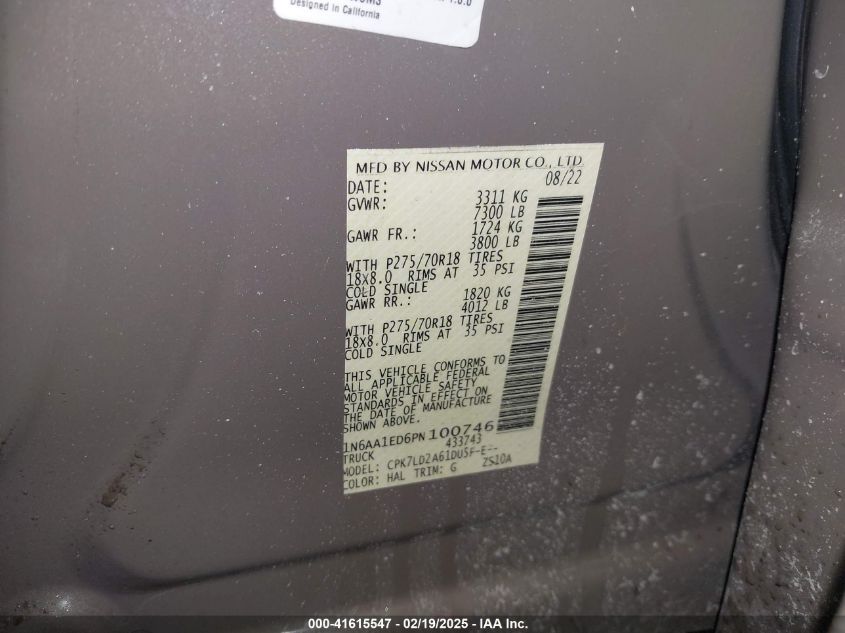 Designed in California
MFD BY NISSAN MOTOR CO., LTD.
DATE: 08/22
GVWR: 3311 KG
7300 LB
GAWR FR.: 1724 KG
3800 LB
WITH P275/70R18 TIRES
18X8.0 RIMS AT 35 PSI
COLD SINGLE
GAWR RR.: 1820 KG
4012 LB
WITH P275/70R18 TIRES
18X8.0 RIMS AT 35 PSI
COLD SINGLE
THIS VEHICLE CONFORMS TO
ALL APPLICABLE FEDERAL
MOTOR VEHICLE SAFETY
STANDARDS IN EFFECT ON
THE DATE OF MANUFACTURE
SHOWN ABOVE.
1N6AA1ED6PN100746
TRUCK 433743
MODEL: CPK7LD2A61DU5F-E--
COLOR: HAL TRIM: G ZS10A
000-41615547 - 02/19/2025 - IAA Inc.